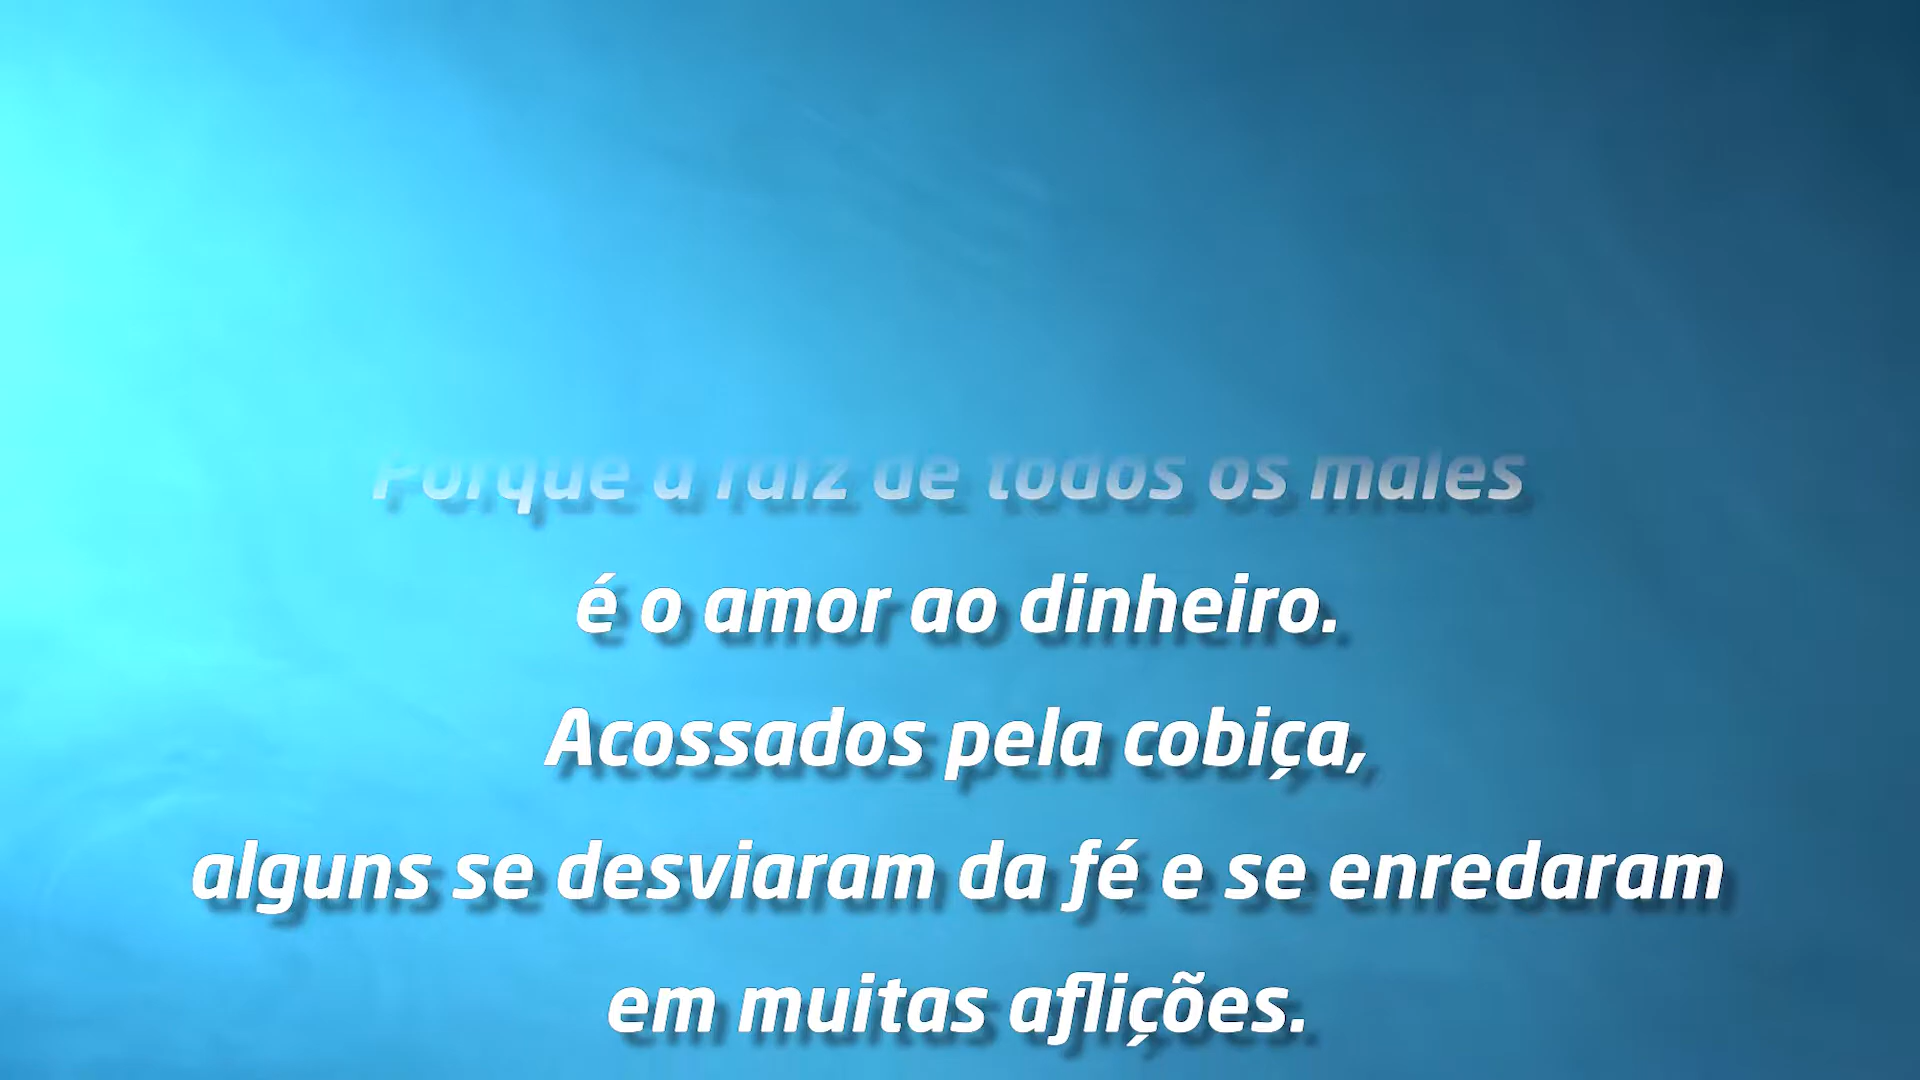 Porque a raiz de todos os males
é o amor ao dinheiro.
Acossados pela cobiça,
alguns se desviaram da fé e se enredaram
em muitas aflições.